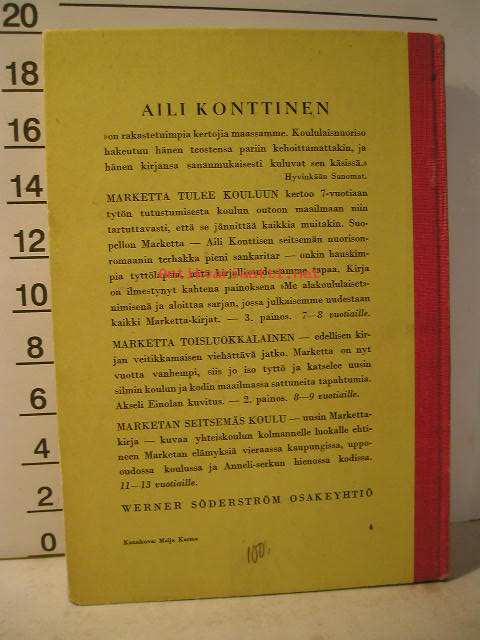 20
18
16
14
12
10
8
6
4
2
0
AILI KONTTINEN
»on rakastetuimpia kertojia maassamme. Koululaisnuoriso
hakeutuu hänen teostensa pariin kehoittamattakin, ja
hänen kirjansa sananmukaisesti kuluvat sen käsissä.»
Hyvinkään Sanomat.
MARKETTA TULEE KOULUUN kertoo 7-vuotiaan
tytön tutustumisesta koulun outoon maailmaan niin
tartuttavasti, että se jännittää kaikkia muitakin. Suo-
pellon Marketta — Aili Konttisen seitsemän nuorison-
romaanin terhakka pieni sankaritar — onkin hauskim-
pia tyttölapsia, mitä kirjallisuudessamme tapaa. Kirja
on ilmestynyt kahtena painoksena »Me alakoululaiset»-
nimisenä ja aloittaa sarjan, jossa julkaisemme uudestaan
kaikki Marketta-kirjat. — 3. painos. 7—8 vuotiaille.
MARKETTA TOISLUOKKALAINEN — edellisen kir-
jan veitikkamaisen viehättävä jatko. Marketta on nyt
vuotta vanhempi, siis jo iso tyttö ja katselee uusin
silmin koulun ja kodin maailmassa sattuneita tapahtumia.
Akseli Einolan kuvitus. — 2. painos. 8—9 vuotiaille.
MARKETAN SEITSEMÄS KOULU — uusin Marketta-
kirja — kuvaa yhteiskoulun kolmannelle luokalle ehti-
neen Marketan elämyksiä vieraassa kaupungissa, uppo-
oudossa koulussa ja Anneli-serkun hienossa kodissa.
11—13 vuotiaille.
WERNER SÖDERSTRÖM OSAKEYHTIÖ
Kansikuva: Maija Karma
100,